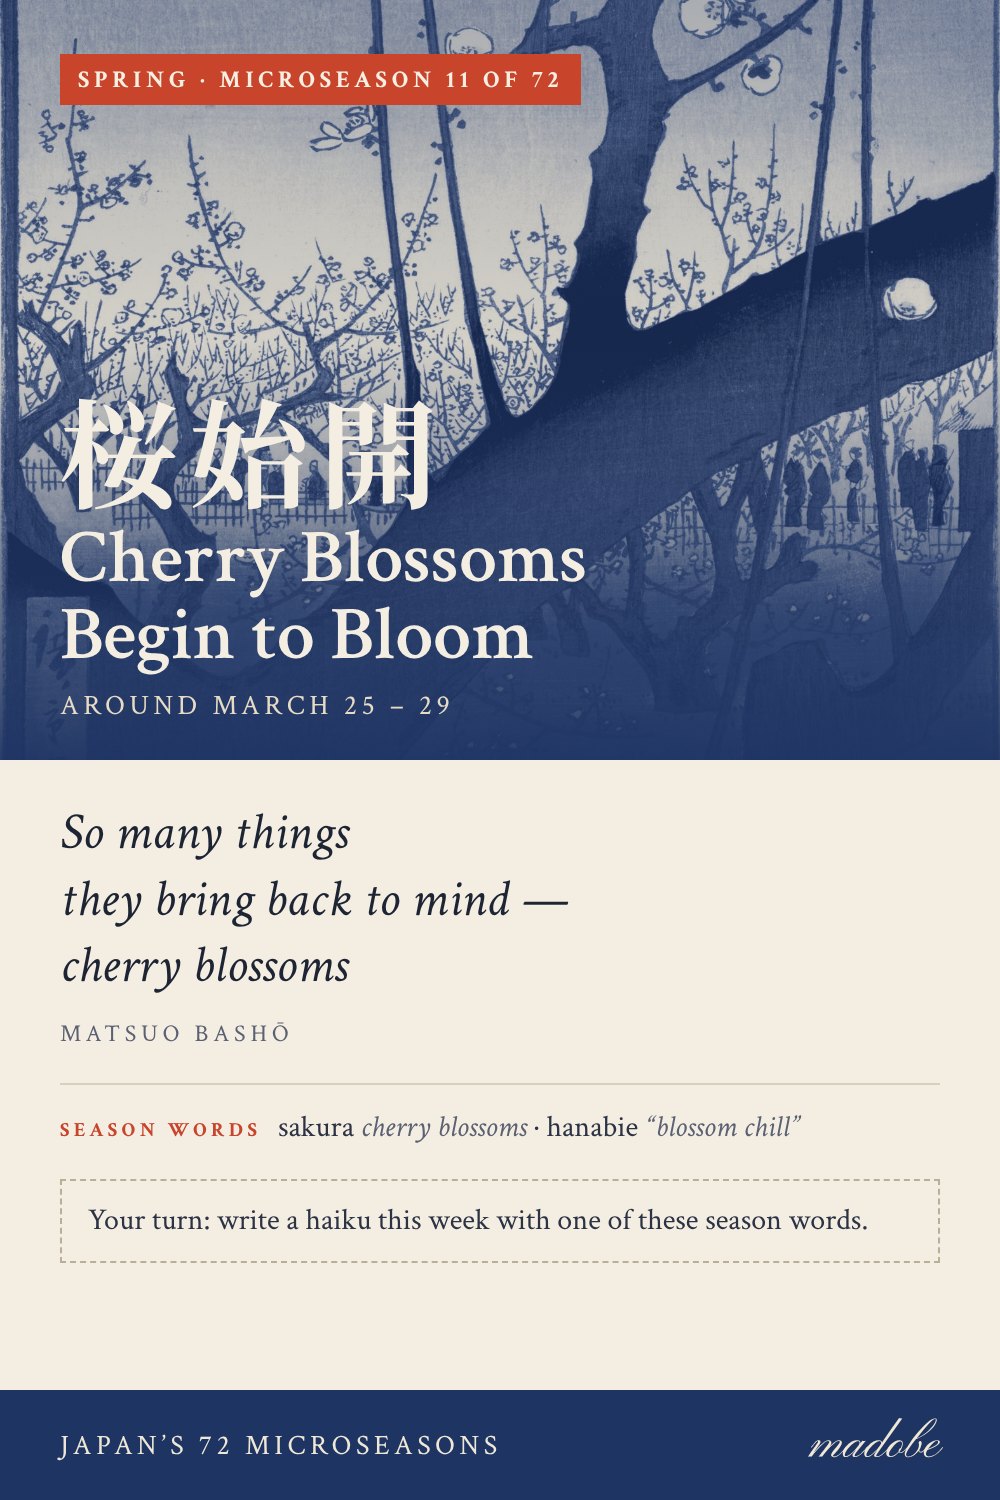 SPRING · MICROSEASON 11 OF 72
桜始開
Cherry Blossoms
Begin to Bloom
AROUND MARCH 25 – 29
So many things
they bring back to mind —
cherry blossoms
MATSUO BASHŌ
SEASON WORDS sakura cherry blossoms · hanabie “blossom chill”
Your turn: write a haiku this week with one of these season words.
JAPAN’S 72 MICROSEASONS
madobe